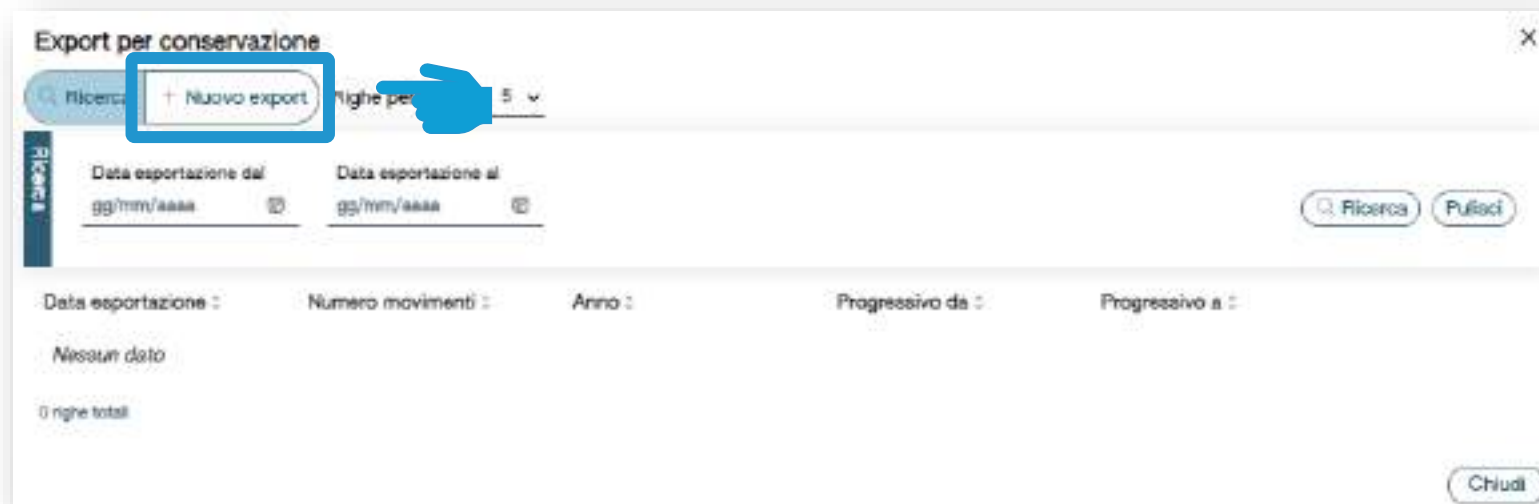 Export per conservazione
Ricerca + Nuovo export Righe per 5
Ricerca
Data esportazione dal Data esportazione al
gg/mm/aaaa gg/mm/aaaa
Ricerca Pulisci
Data esportazione Numero movimenti Anno Progressivo da Progressivo a
Nessun dato
0 righe totali
Chiudi